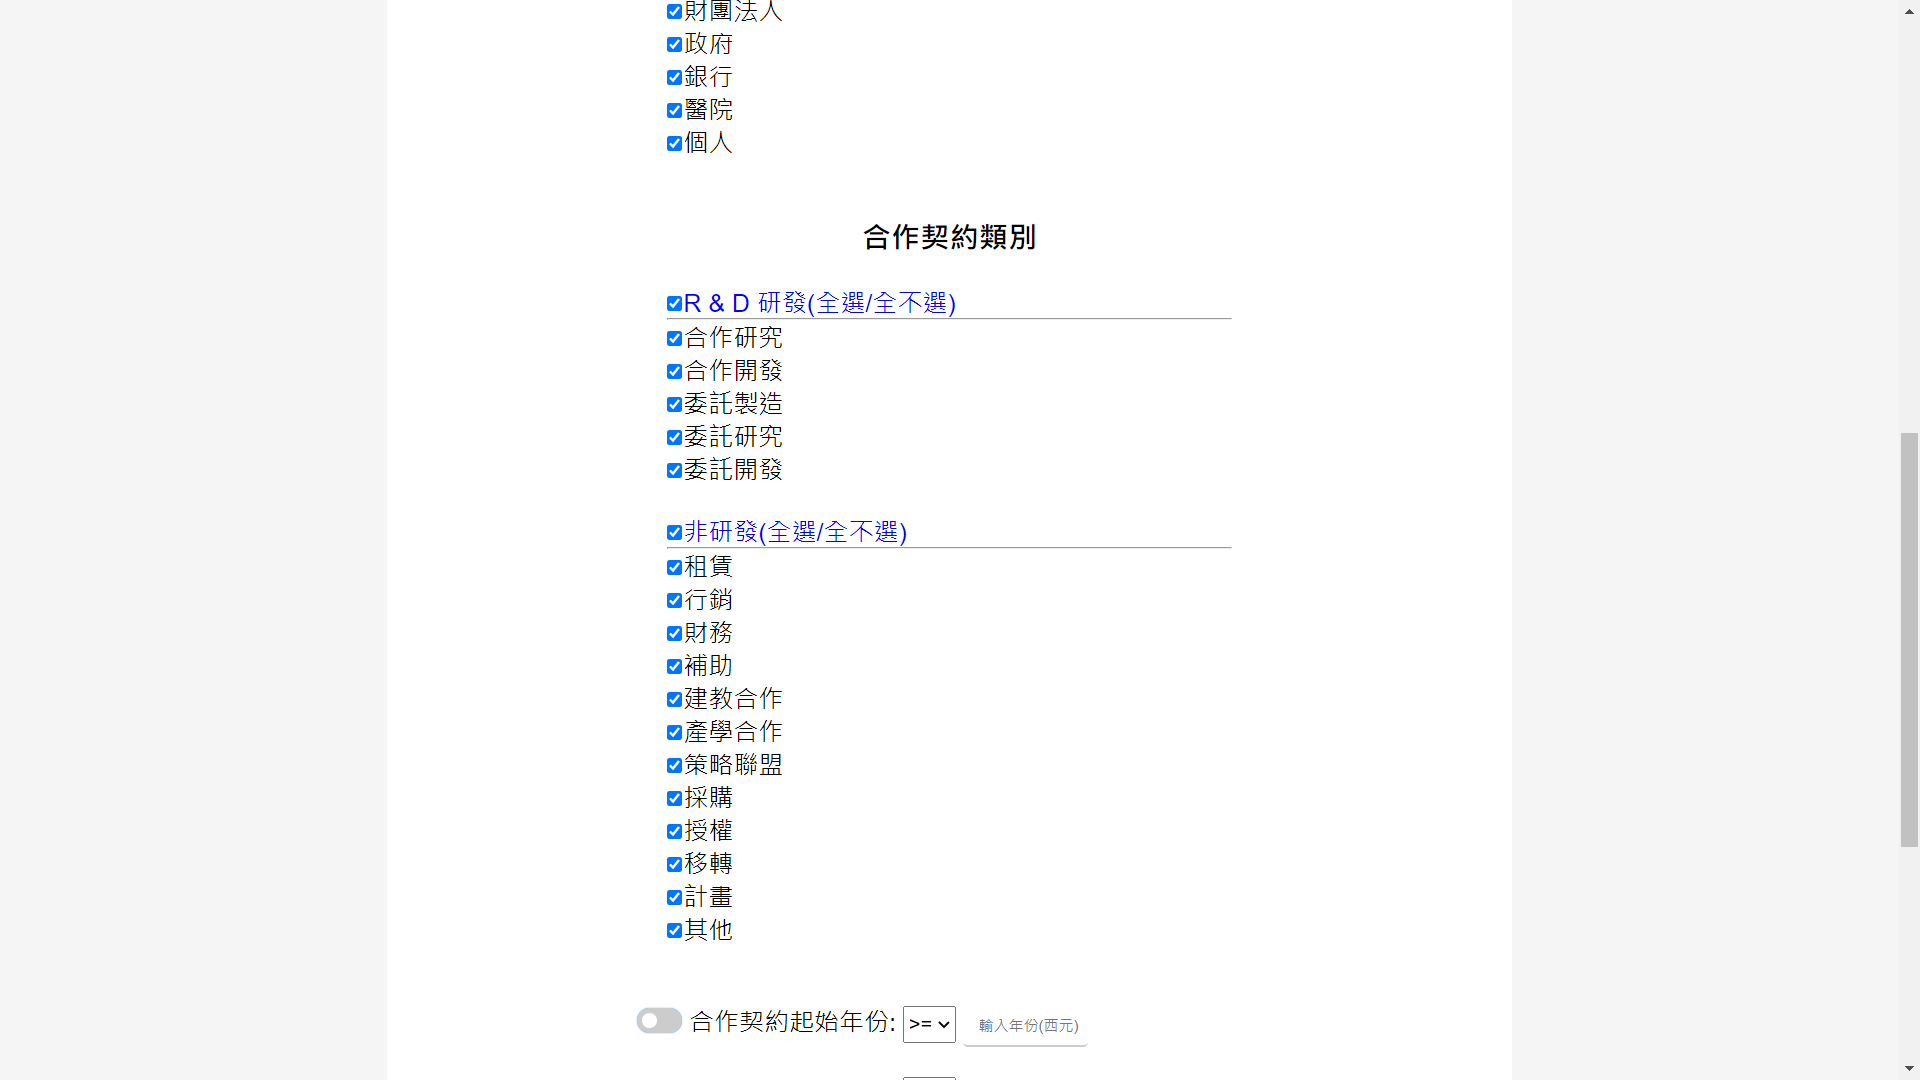 財團法人
政府
銀行
醫院
個人
合作契約類別
R & D 研發(全選/全不選)
合作研究
合作開發
委託製造
委託研究
委託開發
非研發(全選/全不選)
租賃
行銷
財務
補助
建教合作
產學合作
策略聯盟
採購
授權
移轉
計畫
其他
合作契約起始年份: >= 輸入年份(西元)